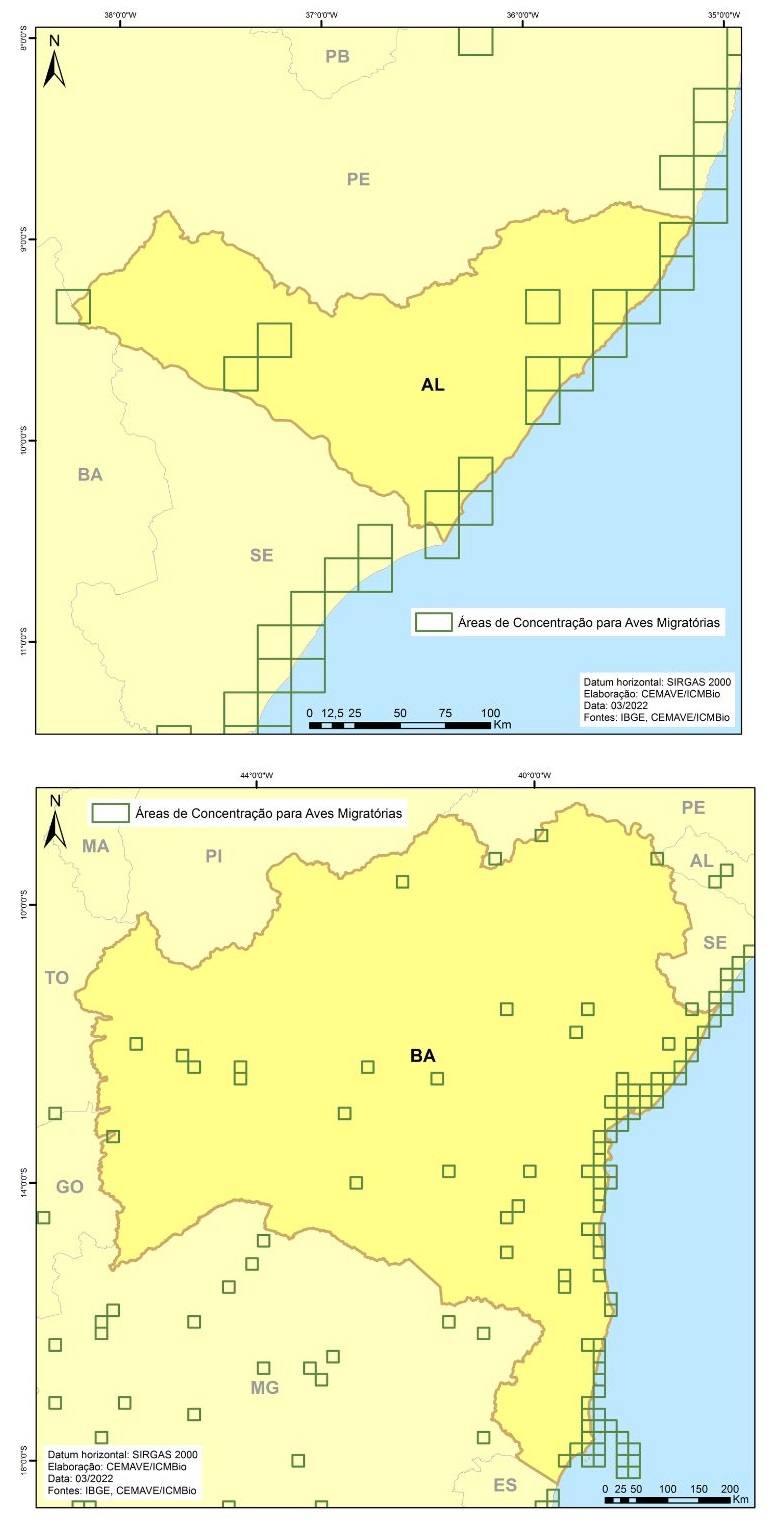 38°0'0"W 37°0'0"W 36°0'0"W 35°0'0"W
8°0'0"S
N
PB
PE
9°0'0"S
AL
10°0'0"S
BA
SE
Áreas de Concentração para Aves Migratórias
11°0'0"S
Datum horizontal: SIRGAS 2000
Elaboração: CEMAVE/ICMBio
Data: 03/2022
Fontes: IBGE, CEMAVE/ICMBio
0 12,5 25 50 75 100
Km
44°0'0"W 40°0'0"W
N
Áreas de Concentração para Aves Migratórias
PE
MA
PI
AL
10°0'0"S
SE
TO
BA
14°0'0"S
GO
MG
18°0'0"S
ES
Datum horizontal: SIRGAS 2000
Elaboração: CEMAVE/ICMBio
Data: 03/2022
Fontes: IBGE, CEMAVE/ICMBio
0 25 50 100 150 200
Km